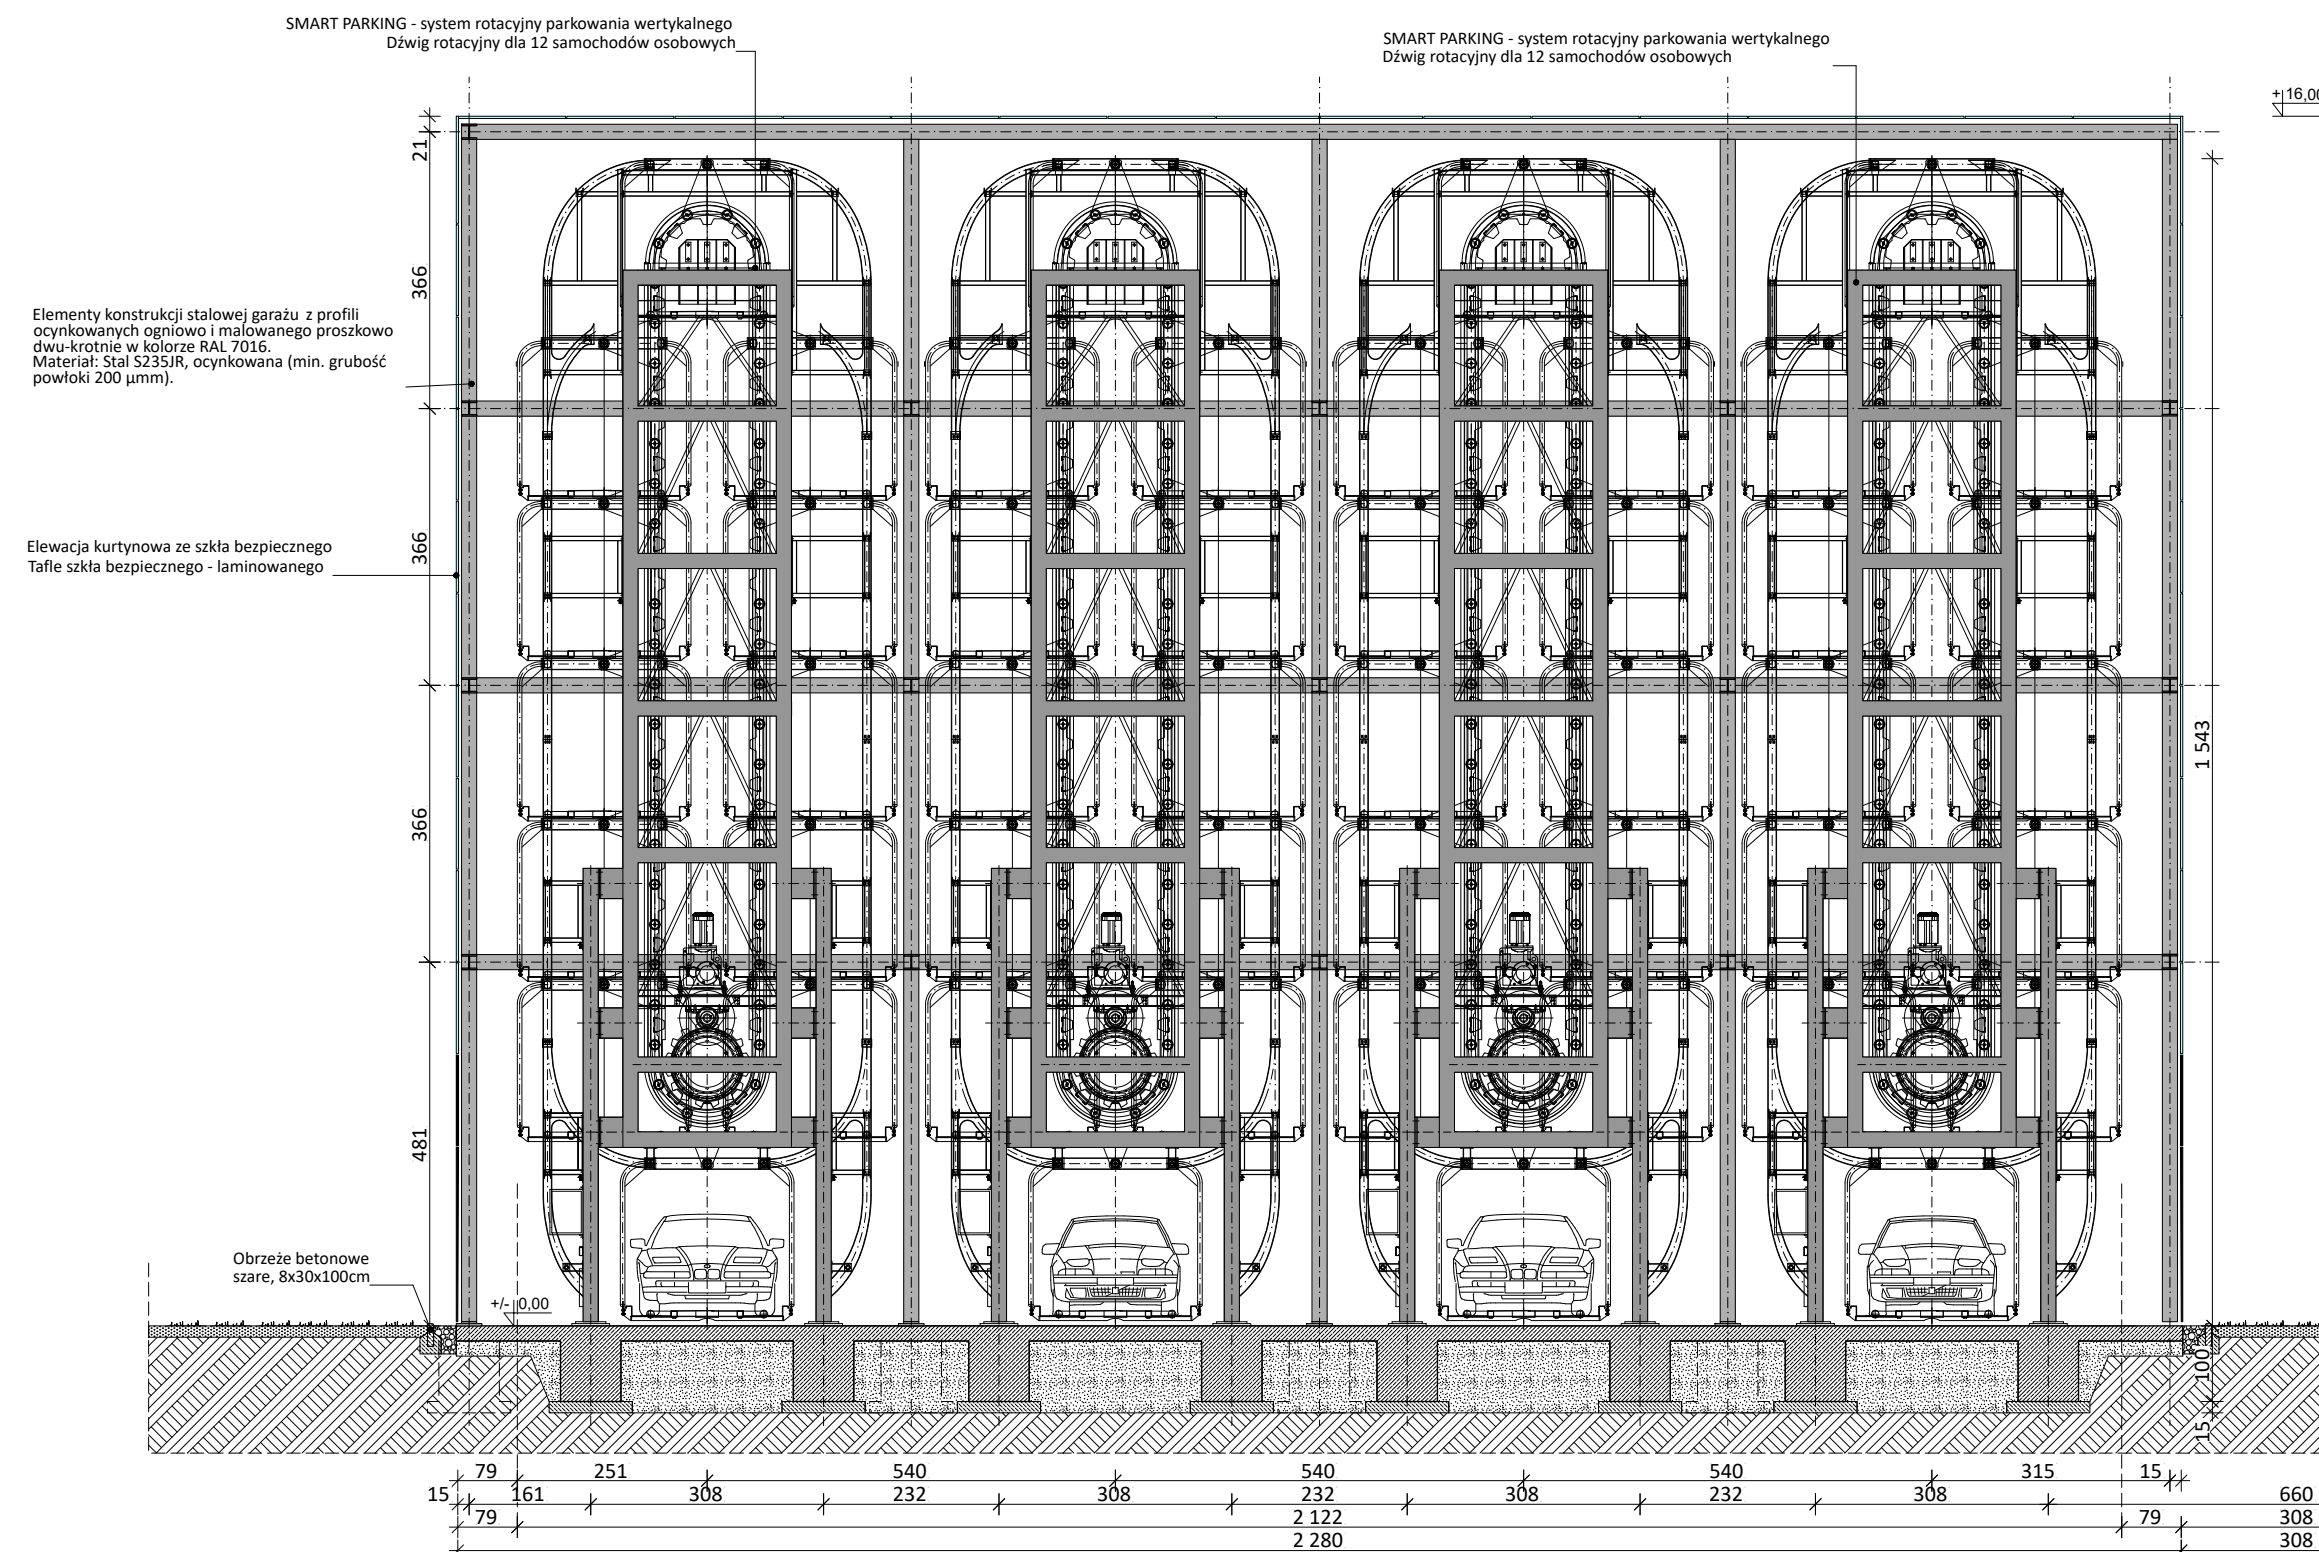 SMART PARKING - system rotacyjny parkowania wertykalnego
Dźwig rotacyjny dla 12 samochodów osobowych
SMART PARKING - system rotacyjny parkowania wertykalnego
Dźwig rotacyjny dla 12 samochodów osobowych
21
366
366
366
481
Elementy konstrukcji stalowej garażu z profili
ocynkowanych ogniowo i malowanego proszkowo
dwu-krotnie w kolorze RAL 7016.
Materiał: Stal S235JR, ocynkowana (min. grubość
powłoki 200 µmm).
Elewacja kurtynowa ze szkła bezpiecznego
Tafle szkła bezpiecznego - laminowanego
Obrzeże betonowe
szare, 8x30x100cm
+/- 0,00
1 543
100
15
79 251 540 540 540 315 15
15 161 308 232 308 232 308 232 308 660
79 2 122 79 308
2 280 308